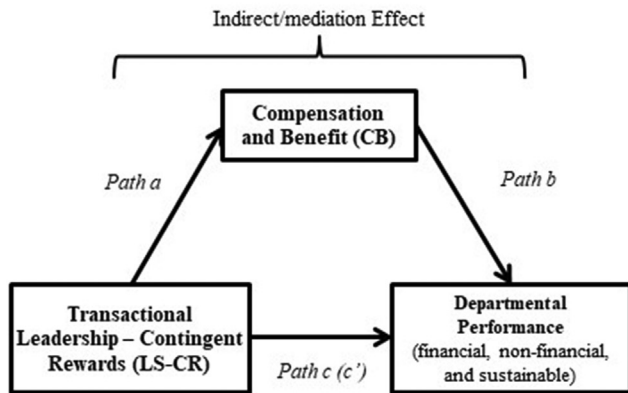 Indirect/mediation Effect
Compensation
and Benefit (CB)
Path a
Path b
Transactional
Leadership – Contingent
Rewards (LS-CR)
Departmental
Performance
(financial, non-financial,
and sustainable)
Path c (c’)